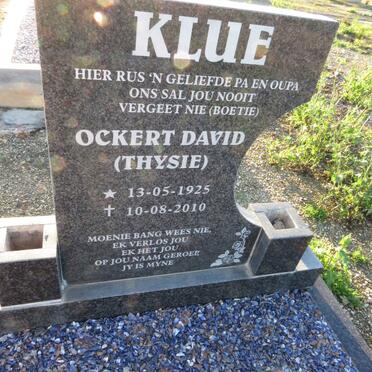 KLUE
HIER RUS 'N GELIEFDE PA EN OUPA
ONS SAL JOU NOOIT
VERGEET NIE (BOETIE)
OCKERT DAVID
(THYSIE)
★ 13-05-1925
✝ 10-08-2010
MOENIE BANG WEES NIE,
EK VERLOS JOU
EK HET JOU
OP JOU NAAM GEROEP,
JY IS MYNE